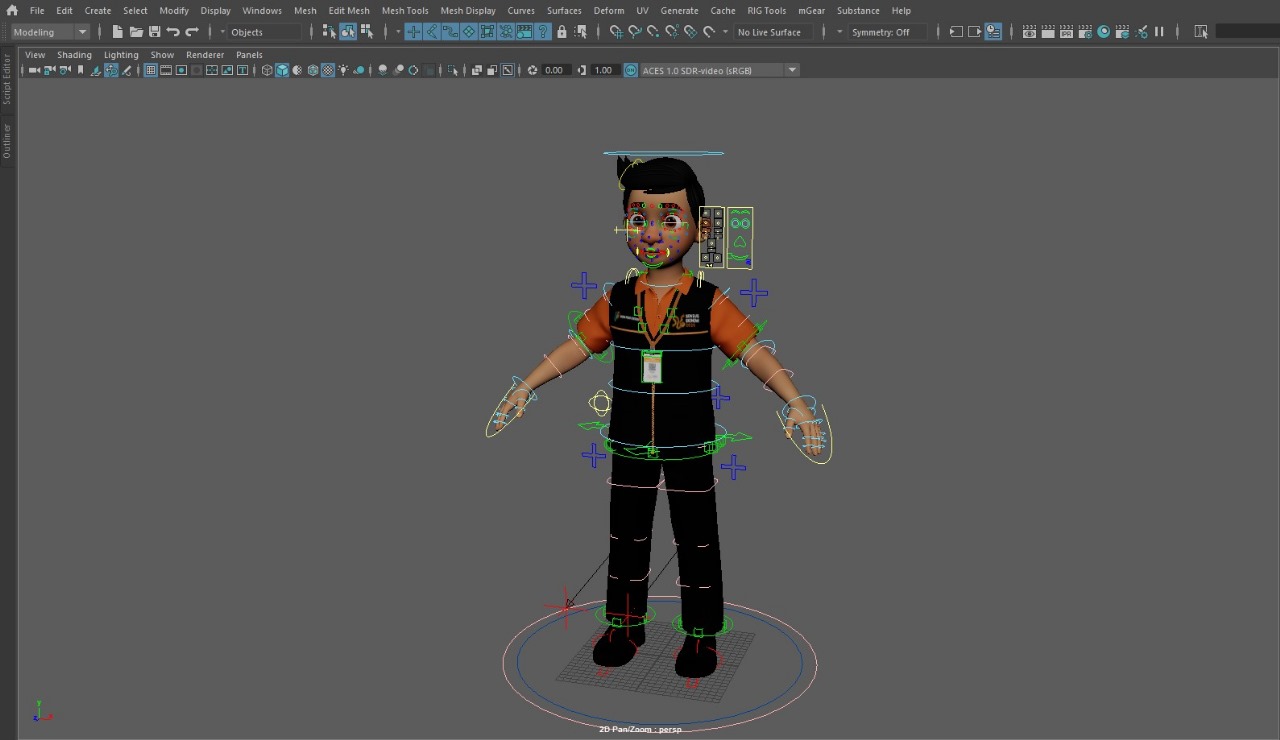 File Edit Create Select Modify Display Windows Mesh Edit Mesh Mesh Tools Mesh Display Curves Surfaces Deform UV Generate Cache RIG Tools mGear Substance Help
Modeling Objects No Live Surface Symmetry: Off
View Shading Lighting Show Renderer Panels
0.00 1.00 ACES 1.0 SDR-video (sRGB)
Script Editor
Outliner
2D Pan/Zoom : persp